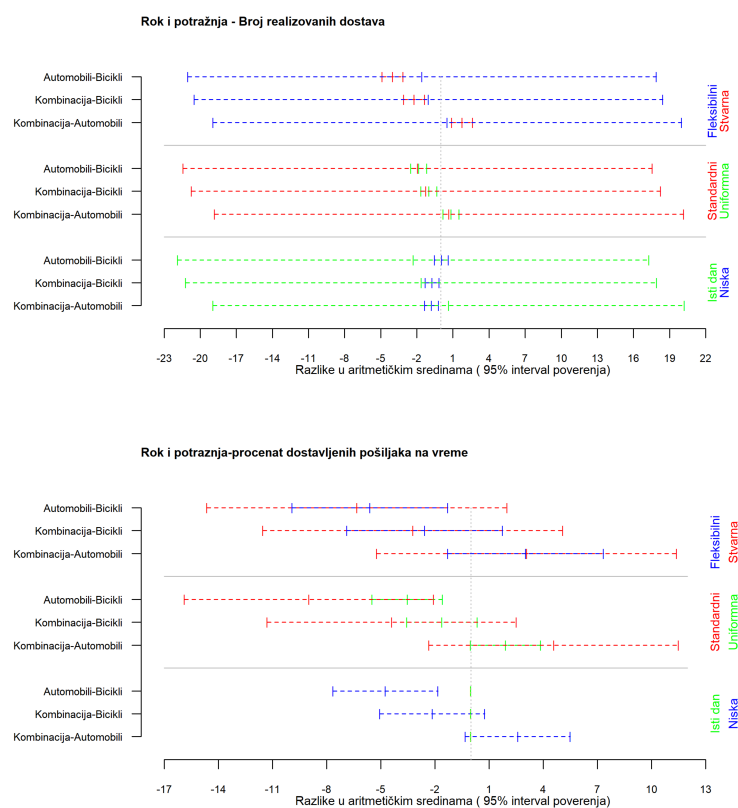 Rok i potražnja - Broj realizovanih dostava
Automobili-Bicikli
Kombinacija-Bicikli
Kombinacija-Automobili
Fleksibilni
Stvarna
Automobili-Bicikli
Kombinacija-Bicikli
Kombinacija-Automobili
Standardni
Uniformna
Automobili-Bicikli
Kombinacija-Bicikli
Kombinacija-Automobili
Isti dan
Niska
-23 -20 -17 -14 -11 -8 -5 -2 1 4 7 10 13 16 19 22
Razlike u aritmetičkim sredinama ( 95% interval poverenja)
Rok i potraznja-procenat dostavljenih pošiljaka na vreme
Automobili-Bicikli
Kombinacija-Bicikli
Kombinacija-Automobili
Fleksibilni
Stvarna
Automobili-Bicikli
Kombinacija-Bicikli
Kombinacija-Automobili
Standardni
Uniformna
Automobili-Bicikli
Kombinacija-Bicikli
Kombinacija-Automobili
Isti dan
Niska
-17 -14 -11 -8 -5 -2 1 4 7 10 13
Razlike u aritmetičkim sredinama ( 95% interval poverenja)